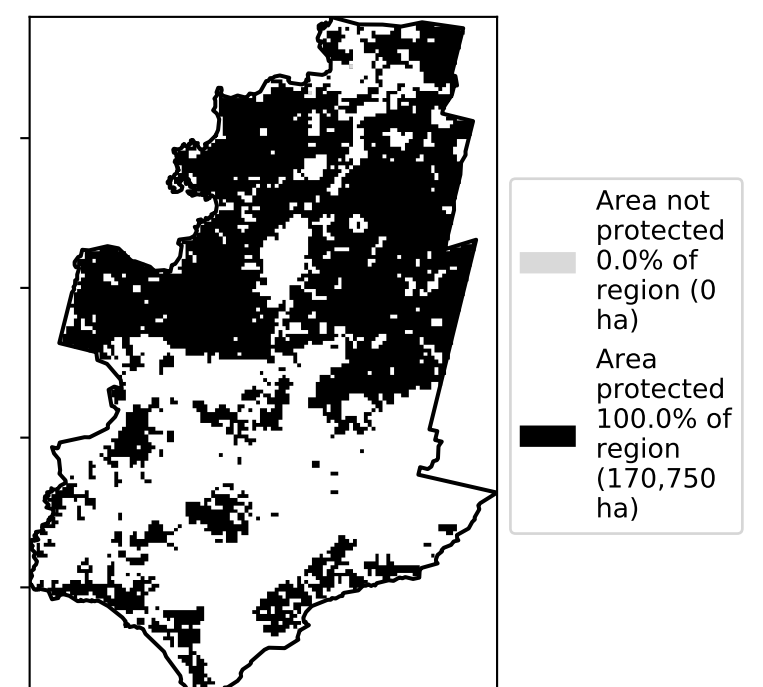 Area not
protected
0.0% of
region (0
ha)
Area
protected
100.0% of
region
(170,750
ha)